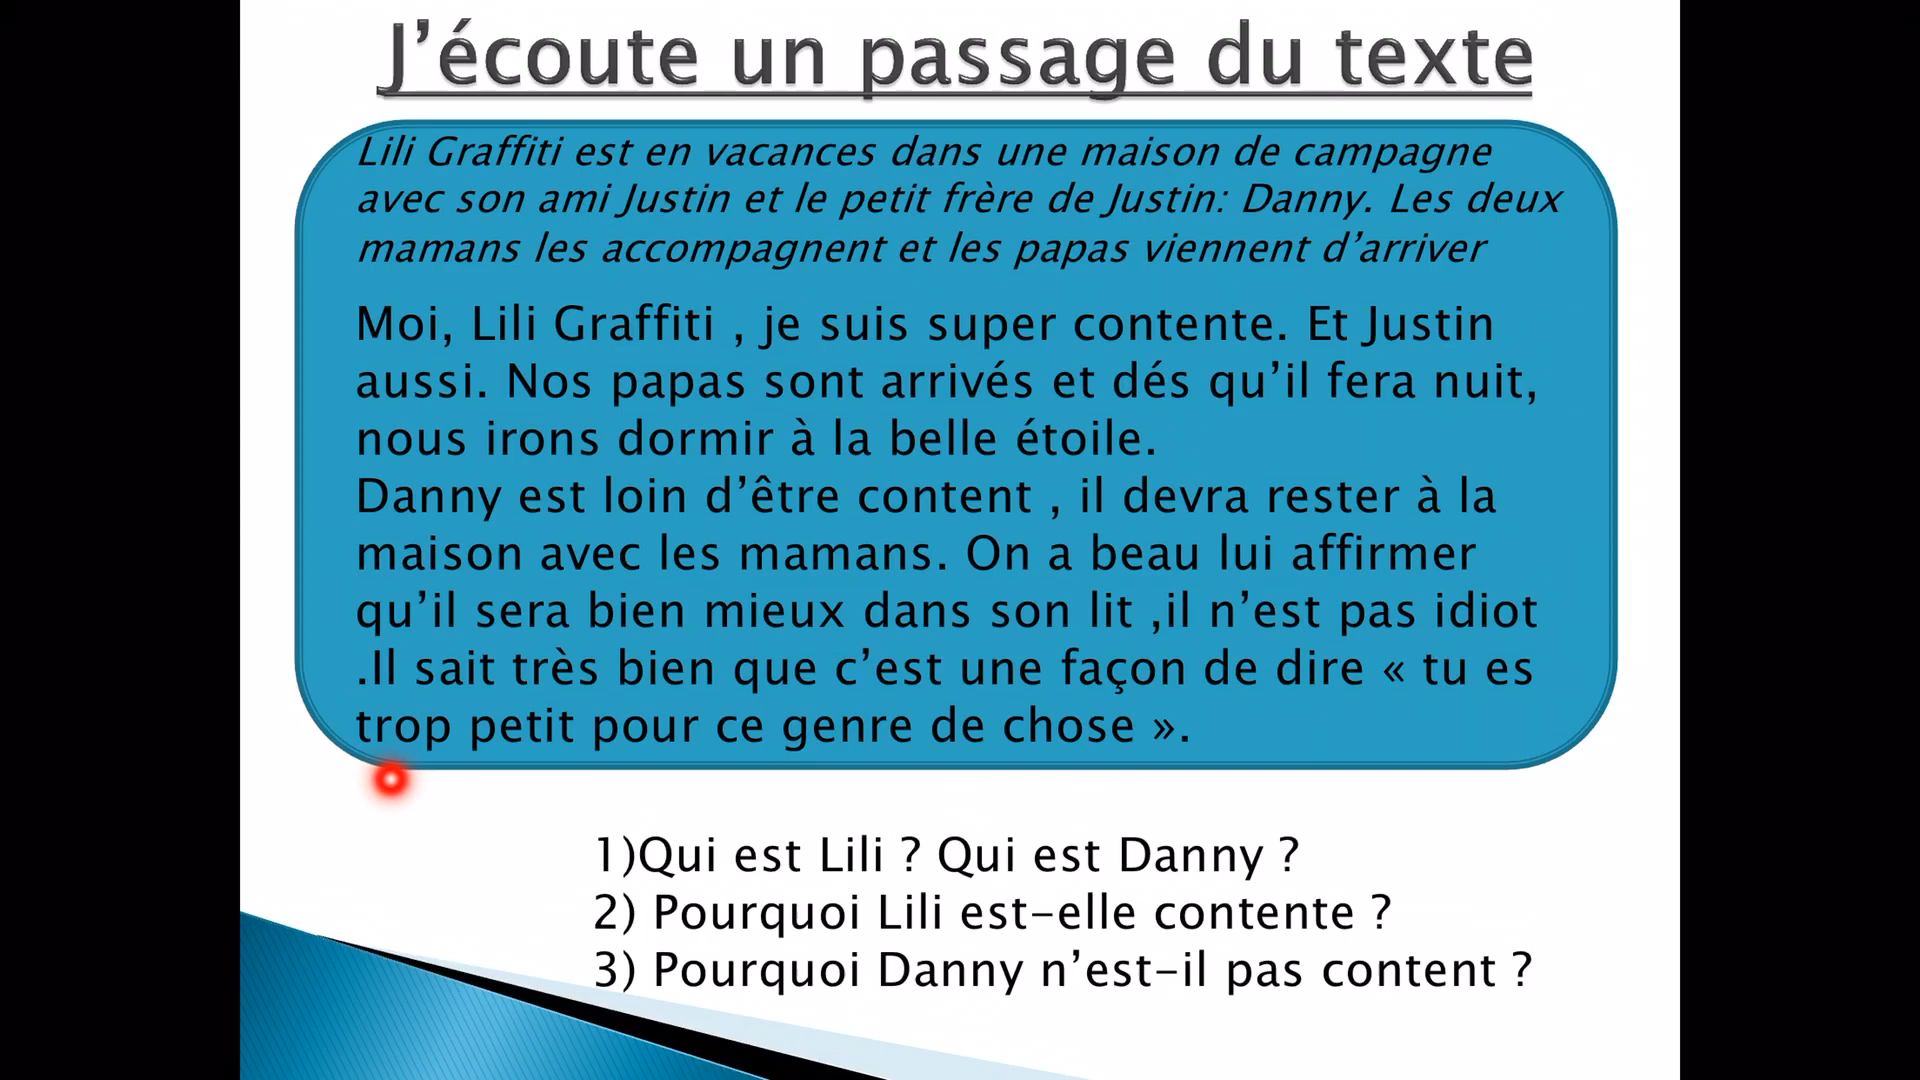 J’écoute un passage du texte
Lili Graffiti est en vacances dans une maison de campagne
avec son ami Justin et le petit frère de Justin: Danny. Les deux
mamans les accompagnent et les papas viennent d’arriver
Moi, Lili Graffiti , je suis super contente. Et Justin
aussi. Nos papas sont arrivés et dés qu’il fera nuit,
nous irons dormir à la belle étoile.
Danny est loin d’être content , il devra rester à la
maison avec les mamans. On a beau lui affirmer
qu’il sera bien mieux dans son lit ,il n’est pas idiot
.Il sait très bien que c’est une façon de dire « tu es
trop petit pour ce genre de chose ».
1)Qui est Lili ? Qui est Danny ?
2) Pourquoi Lili est-elle contente ?
3) Pourquoi Danny n’est-il pas content ?